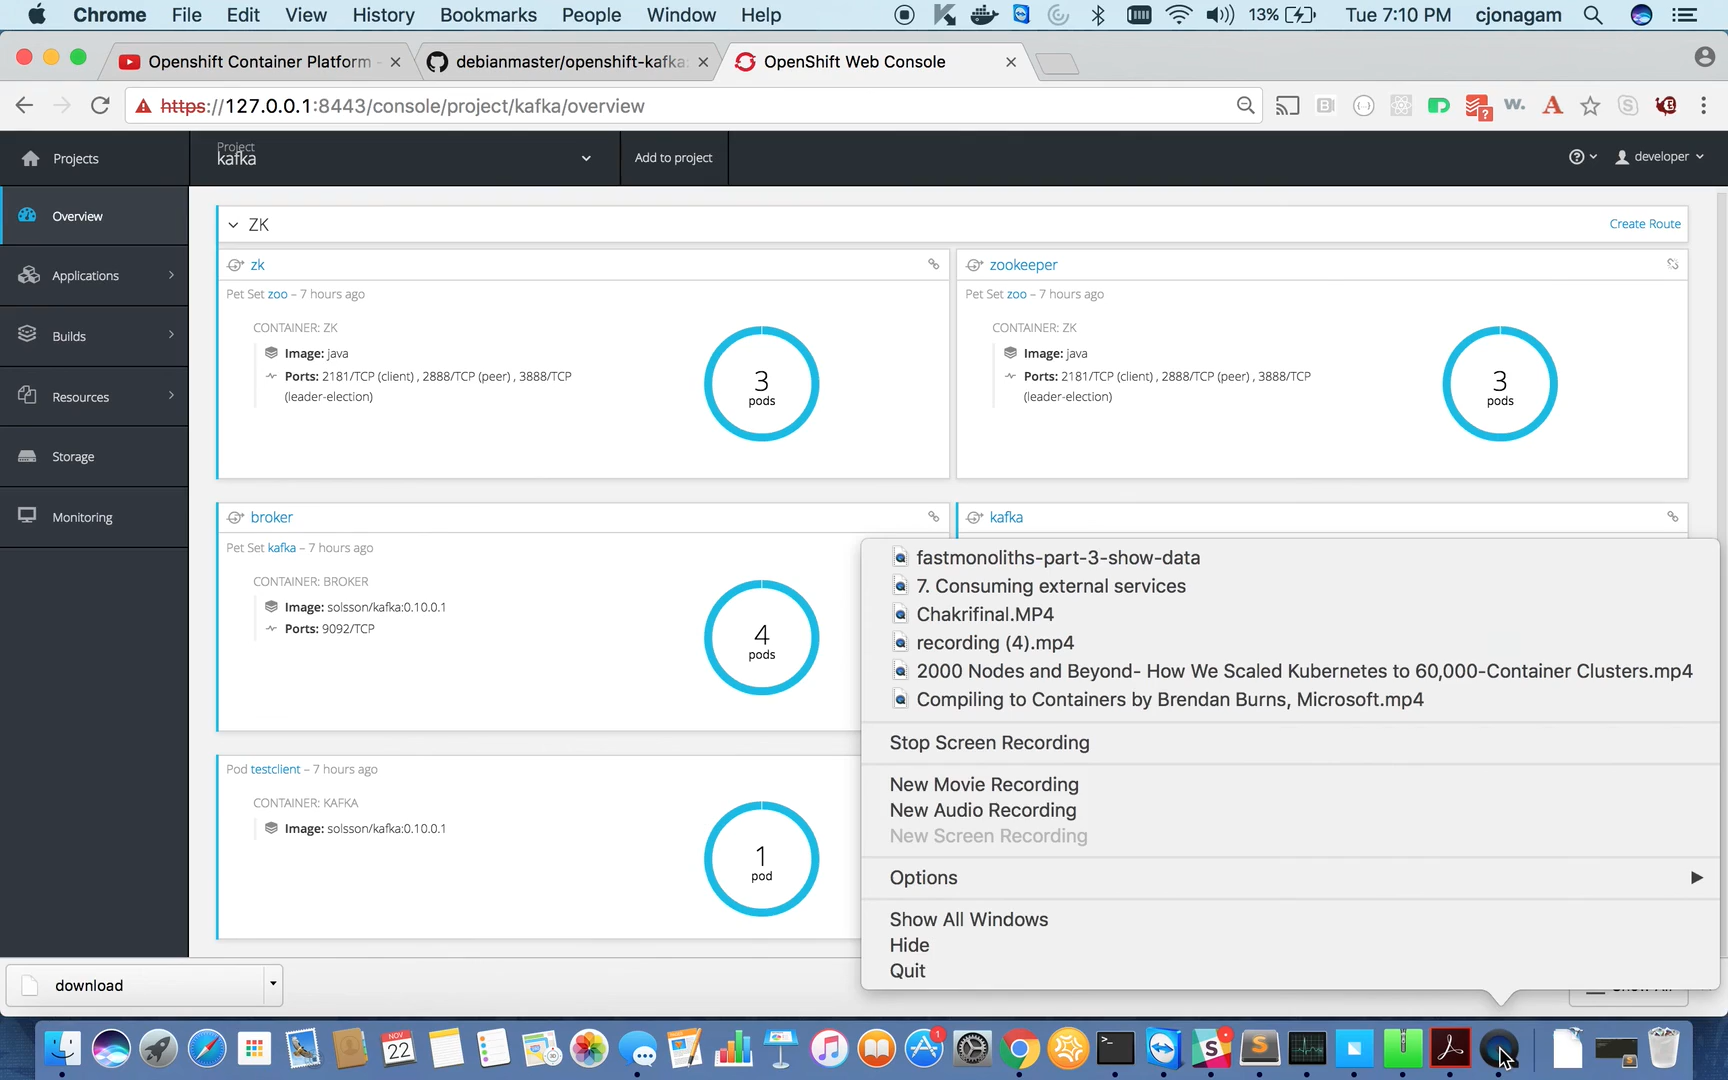 Chrome File Edit View History Bookmarks People Window Help 13% Tue 7:10 PM cjonagam
Openshift Container Platform - debianmaster/openshift-kafka: OpenShift Web Console
https://127.0.0.1:8443/console/project/kafka/overview
Projects
Project
kafka
Add to project
developer
Overview
Applications
Builds
Resources
Storage
Monitoring
ZK
Create Route
zk
Pet Set zoo – 7 hours ago
CONTAINER: ZK
Image: java
Ports: 2181/TCP (client) , 2888/TCP (peer) , 3888/TCP
(leader-election)
3
pods
zookeeper
Pet Set zoo – 7 hours ago
CONTAINER: ZK
Image: java
Ports: 2181/TCP (client) , 2888/TCP (peer) , 3888/TCP
(leader-election)
3
pods
broker
Pet Set kafka – 7 hours ago
CONTAINER: BROKER
Image: solsson/kafka:0.10.0.1
Ports: 9092/TCP
4
pods
kafka
Pod testclient – 7 hours ago
CONTAINER: KAFKA
Image: solsson/kafka:0.10.0.1
1
pod
fastmonoliths-part-3-show-data
7. Consuming external services
Chakrifinal.MP4
recording (4).mp4
2000 Nodes and Beyond- How We Scaled Kubernetes to 60,000-Container Clusters.mp4
Compiling to Containers by Brendan Burns, Microsoft.mp4
Stop Screen Recording
New Movie Recording
New Audio Recording
New Screen Recording
Options
Show All Windows
Hide
Quit
download
NOV
22
1